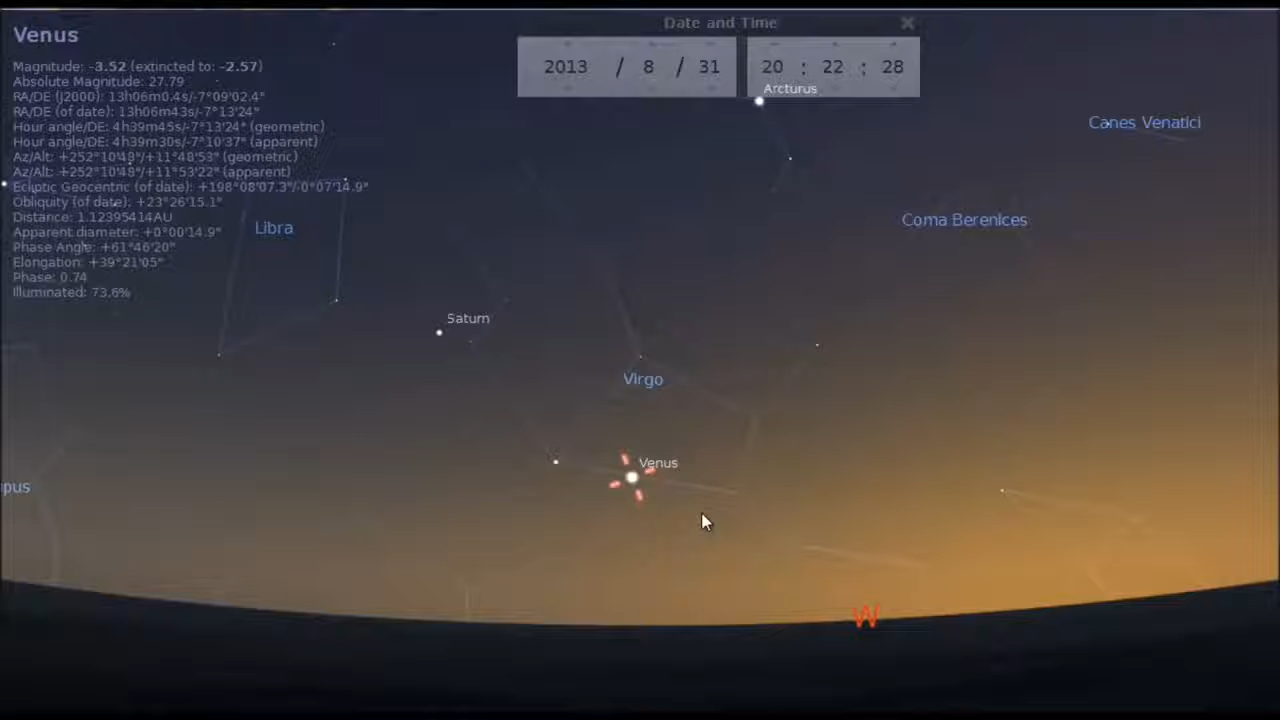 Venus
Magnitude: -3.52 (extincted to: -2.57)
Absolute Magnitude: 27.79
RA/DE (J2000): 13h06m0.4s/-7°09'02.4"
RA/DE (of date): 13h06m43s/-7°13'24"
Hour angle/DE: 4h39m45s/-7°13'24" (geometric)
Hour angle/DE: 4h39m30s/-7°10'37" (apparent)
Az/Alt: +252°10'48"/+11°48'53" (geometric)
Az/Alt: +252°10'48"/+11°53'22" (apparent)
Ecliptic Geocentric (of date): +198°08'07.3"/-0°07'14.9"
Obliquity (of date): +23°26'15.1"
Distance: 1.12395414AU
Apparent diameter: +0°00'14.9"
Phase Angle: +61°46'20"
Elongation: +39°21'05"
Phase: 0.74
Illuminated: 73.6%
Date and Time
2013 / 8 / 31 20 : 22 : 28
Arcturus
Canes Venatici
Coma Berenices
Libra
Saturn
Virgo
Venus
pus
W